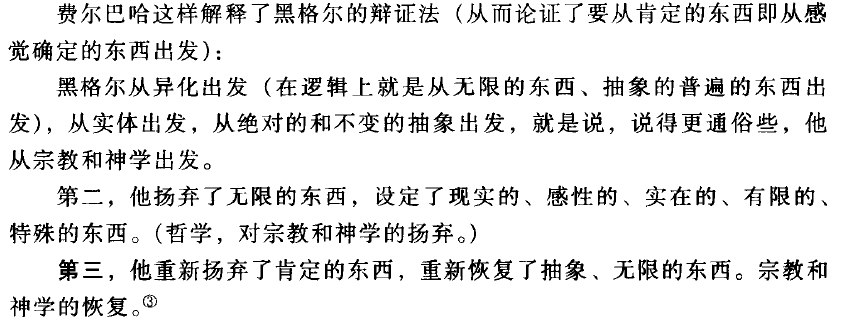 费尔巴哈这样解释了黑格尔的辩证法（从而论证了要从肯定的东西即从感
觉确定的东西出发）：
黑格尔从异化出发（在逻辑上就是从无限的东西、抽象的普遍的东西出
发），从实体出发，从绝对的和不变的抽象出发，就是说，说得更通俗些，他
从宗教和神学出发。
第二，他扬弃了无限的东西，设定了现实的、感性的、实在的、有限的、
特殊的东西。（哲学，对宗教和神学的扬弃。）
第三，他重新扬弃了肯定的东西，重新恢复了抽象、无限的东西。宗教和
神学的恢复。③